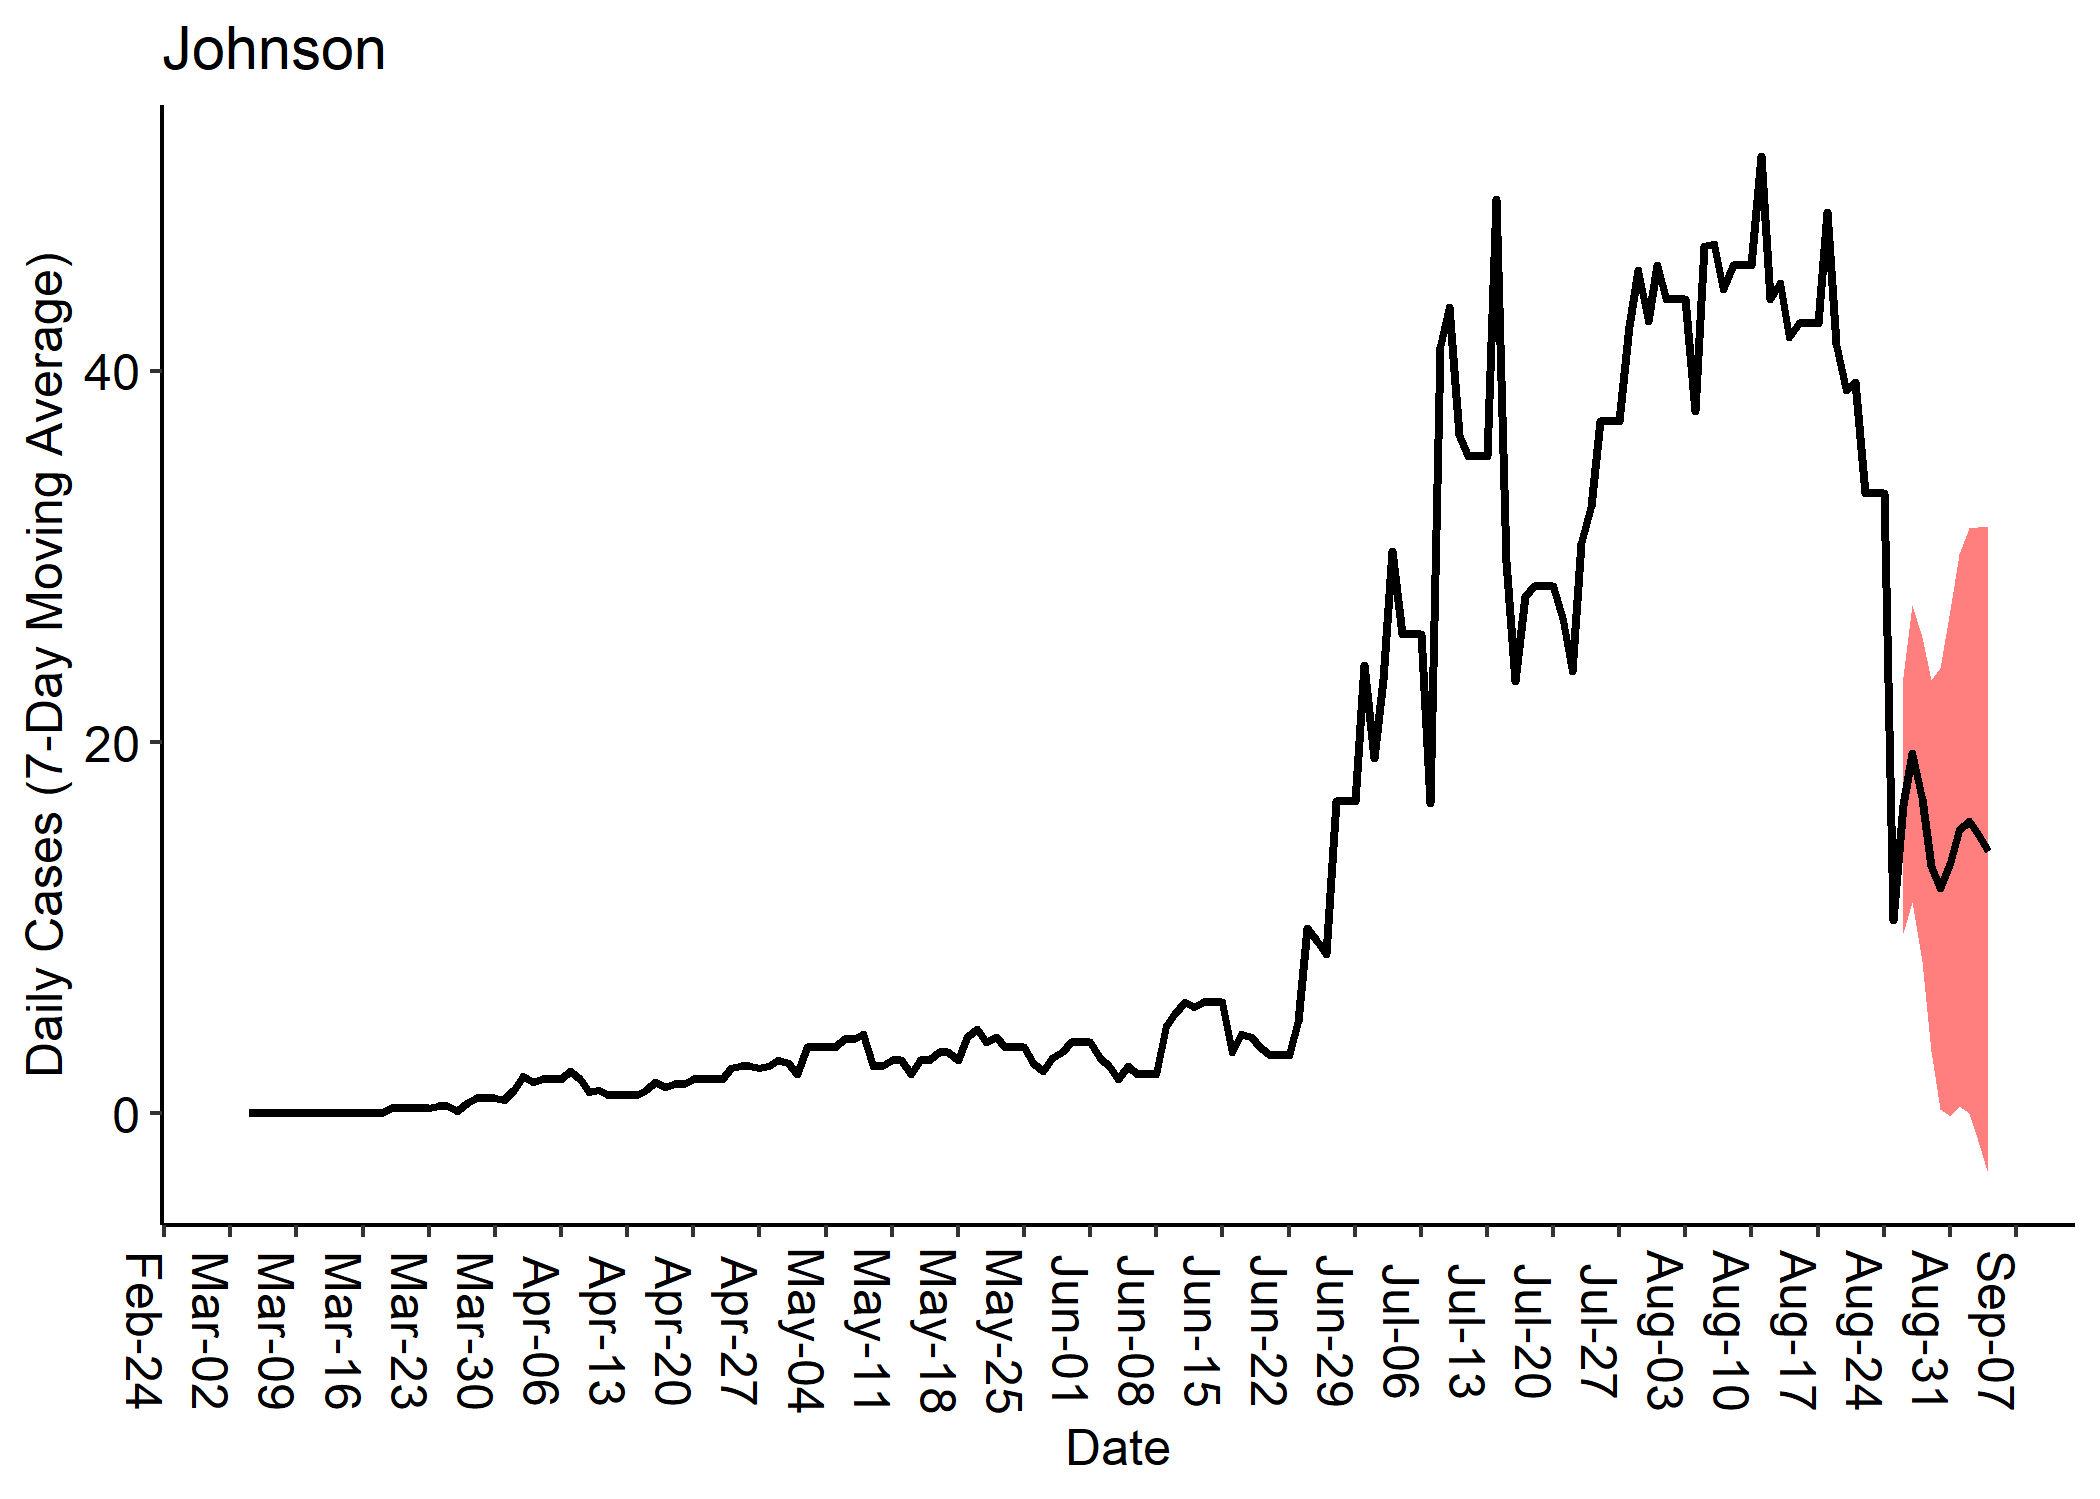 Johnson
Daily Cases (7-Day Moving Average)
40
20
0
Feb-24
Mar-02
Mar-09
Mar-16
Mar-23
Mar-30
Apr-06
Apr-13
Apr-20
Apr-27
May-04
May-11
May-18
May-25
Jun-01
Jun-08
Jun-15
Jun-22
Jun-29
Jul-06
Jul-13
Jul-20
Jul-27
Aug-03
Aug-10
Aug-17
Aug-24
Aug-31
Sep-07
Date